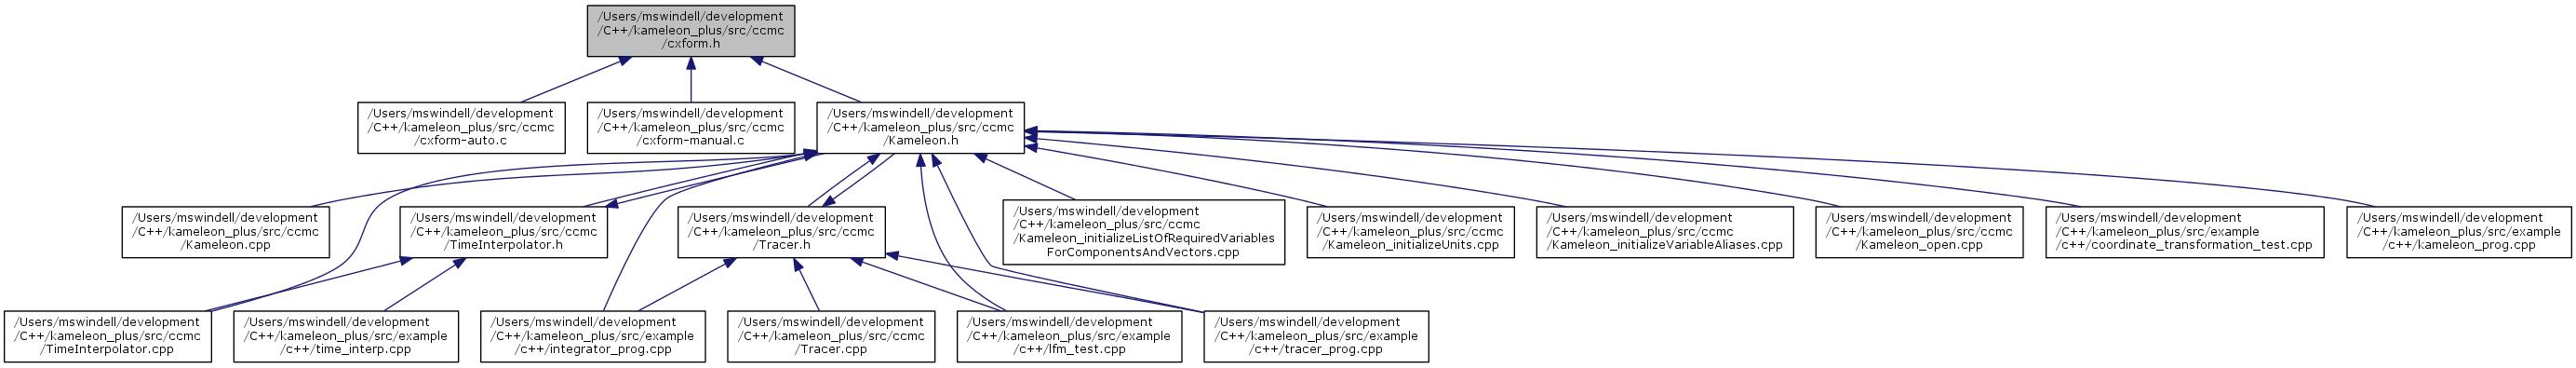 /Users/mswindell/development
/C++/kameleon_plus/src/ccmc
/cxform.h
/Users/mswindell/development
/C++/kameleon_plus/src/ccmc
/cxform-auto.c
/Users/mswindell/development
/C++/kameleon_plus/src/ccmc
/cxform-manual.c
/Users/mswindell/development
/C++/kameleon_plus/src/ccmc
/Kameleon.h
/Users/mswindell/development
/C++/kameleon_plus/src/ccmc
/Kameleon.cpp
/Users/mswindell/development
/C++/kameleon_plus/src/ccmc
/TimeInterpolator.h
/Users/mswindell/development
/C++/kameleon_plus/src/ccmc
/Tracer.h
/Users/mswindell/development
/C++/kameleon_plus/src/ccmc
/Kameleon_initializeListOfRequiredVariables
ForComponentsAndVectors.cpp
/Users/mswindell/development
/C++/kameleon_plus/src/ccmc
/Kameleon_initializeUnits.cpp
/Users/mswindell/development
/C++/kameleon_plus/src/ccmc
/Kameleon_initializeVariableAliases.cpp
/Users/mswindell/development
/C++/kameleon_plus/src/ccmc
/Kameleon_open.cpp
/Users/mswindell/development
/C++/kameleon_plus/src/example
/c++/coordinate_transformation_test.cpp
/Users/mswindell/development
/C++/kameleon_plus/src/example
/c++/kameleon_prog.cpp
/Users/mswindell/development
/C++/kameleon_plus/src/ccmc
/TimeInterpolator.cpp
/Users/mswindell/development
/C++/kameleon_plus/src/example
/c++/time_interp.cpp
/Users/mswindell/development
/C++/kameleon_plus/src/example
/c++/integrator_prog.cpp
/Users/mswindell/development
/C++/kameleon_plus/src/ccmc
/Tracer.cpp
/Users/mswindell/development
/C++/kameleon_plus/src/example
/c++/lfm_test.cpp
/Users/mswindell/development
/C++/kameleon_plus/src/example
/c++/tracer_prog.cpp